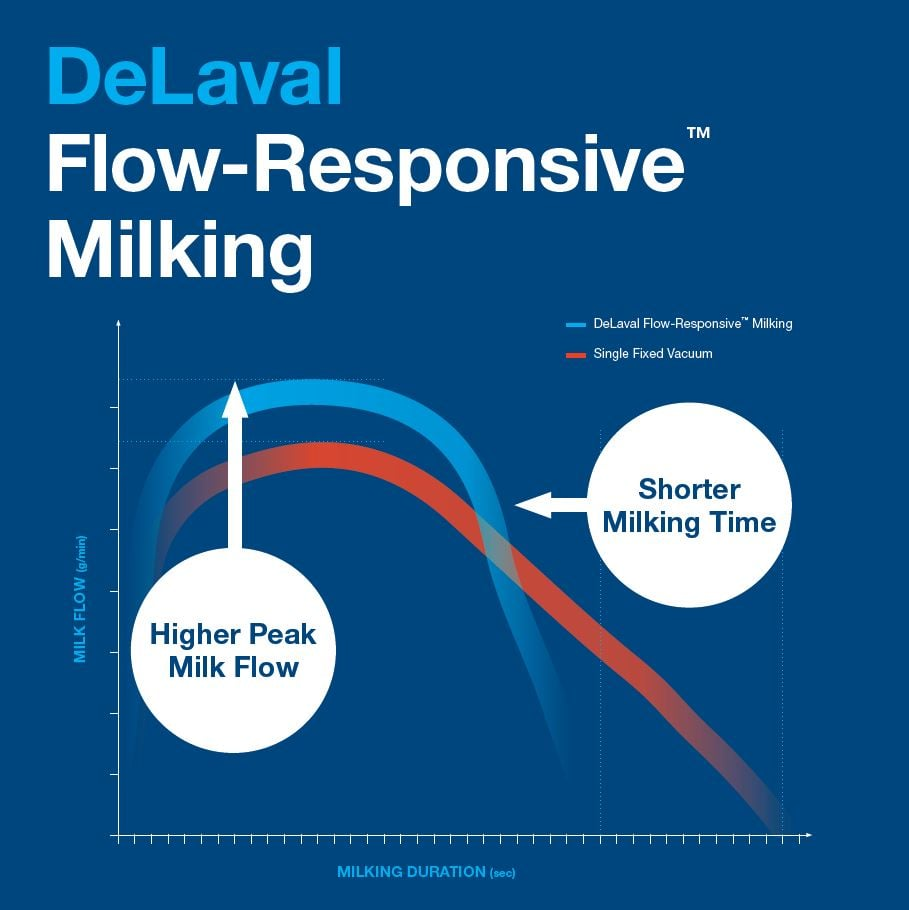 DeLaval
Flow-Responsive™
Milking
DeLaval Flow-Responsive™ Milking
Single Fixed Vacuum
Shorter
Milking Time
Higher Peak
Milk Flow
MILK FLOW (g/min)
MILKING DURATION (sec)